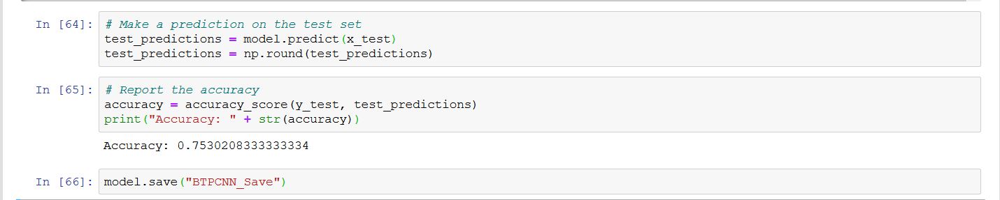 In [64]: # Make a prediction on the test set
test_predictions = model.predict(x_test)
test_predictions = np.round(test_predictions)
In [65]: # Report the accuracy
accuracy = accuracy_score(y_test, test_predictions)
print("Accuracy: " + str(accuracy))
Accuracy: 0.7530208333333334
In [66]: model.save("BTPCNN_Save")